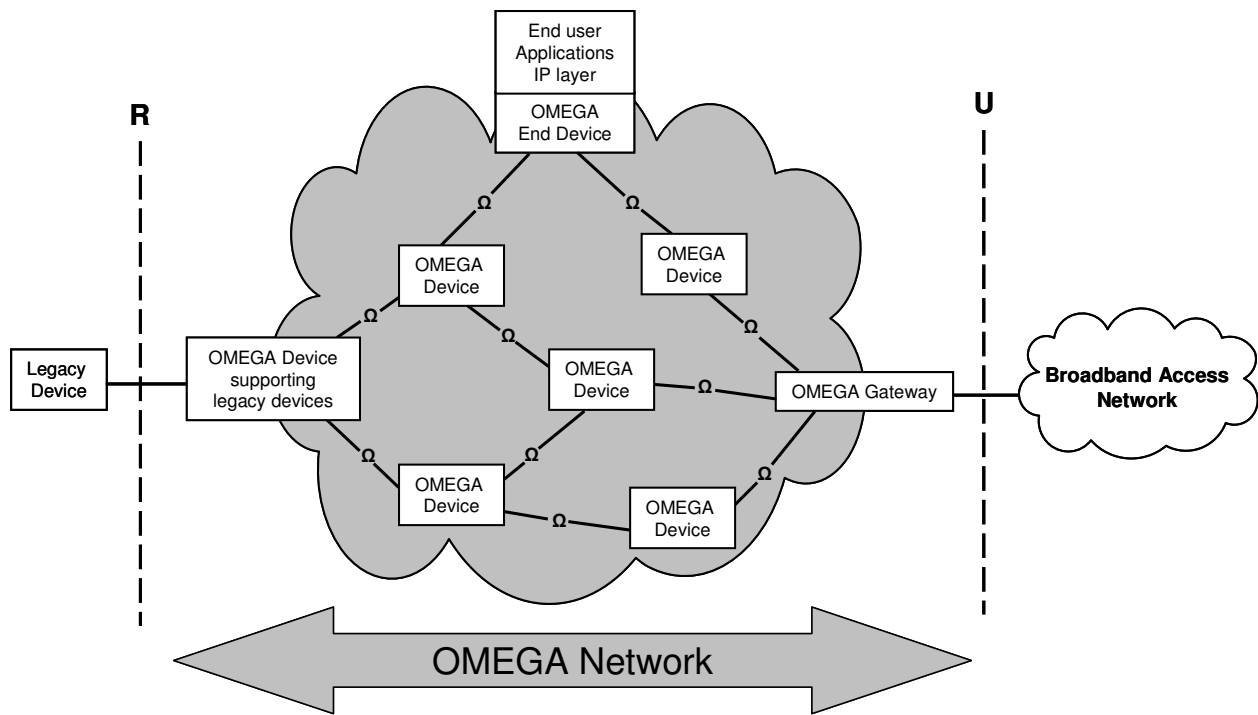 End user
Applications
IP layer
OMEGA
End Device
R
U
Ω
Ω
OMEGA
Device
OMEGA
Device
Ω
Ω
Ω
Legacy
Device
OMEGA Device
supporting
legacy devices
OMEGA
Device
Ω
OMEGA Gateway
Broadband Access
Network
Ω
Ω
Ω
OMEGA
Device
Ω
OMEGA
Device
OMEGA Network